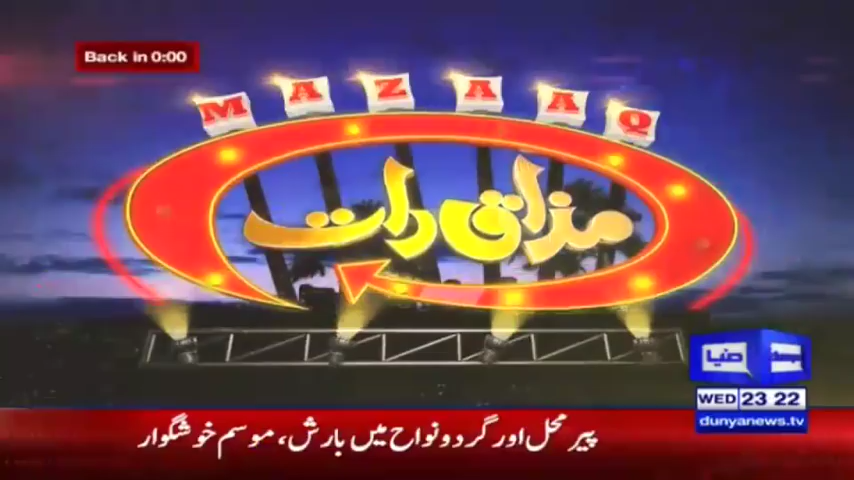 Back in 0:00
MAZAAQ
مذاق رات
دنیا
WED 23 22
dunyanews.tv
پیر محل اور گردونواح میں بارش، موسم خوشگوار